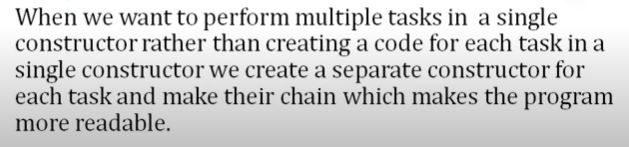 When we want to perform multiple tasks in a single
constructor rather than creating a code for each task in a
single constructor we create a separate constructor for
each task and make their chain which makes the program
more readable.